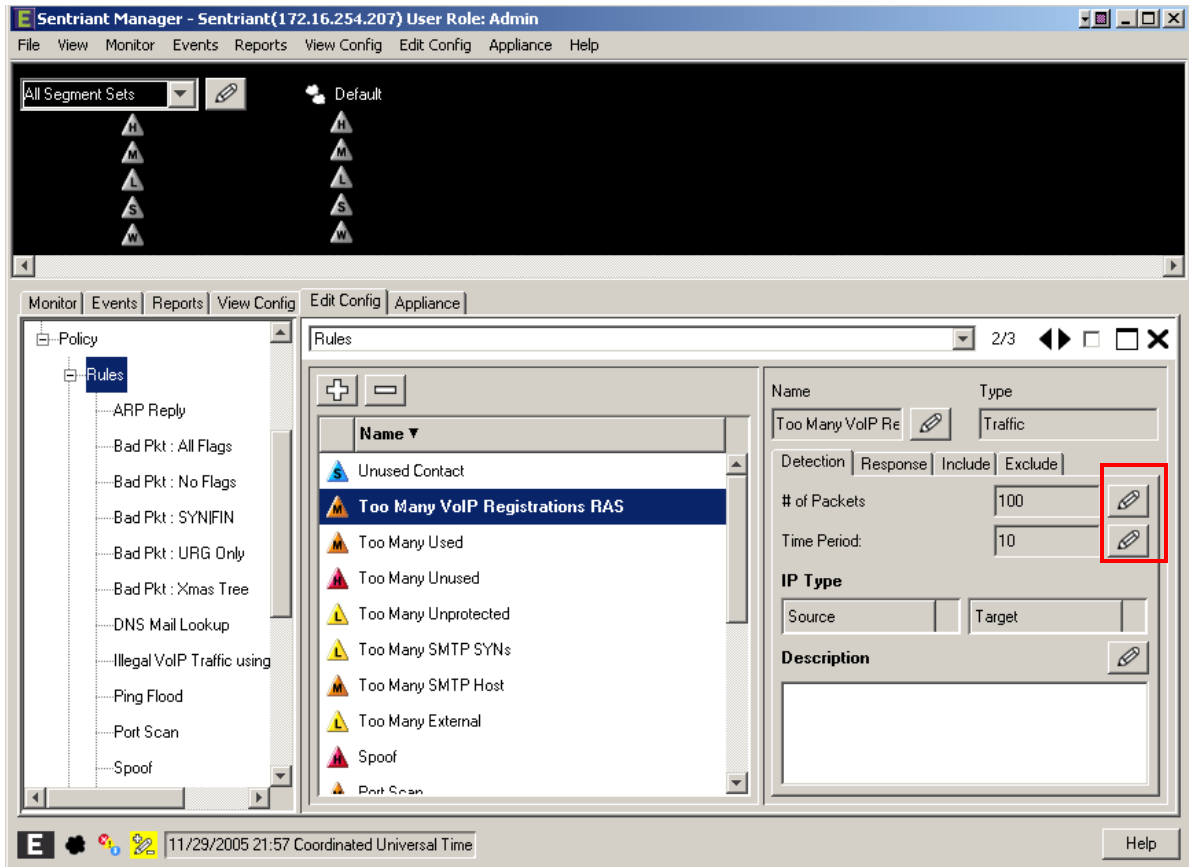 E Sentriant Manager - Sentriant(172.16.254.207) User Role: Admin
File View Monitor Events Reports View Config Edit Config Appliance Help
All Segment Sets
Default
H H
M M
L L
S S
W W
Monitor Events Reports View Config Edit Config Appliance
Policy
Rules
ARP Reply
Bad Pkt : All Flags
Bad Pkt : No Flags
Bad Pkt : SYN|FIN
Bad Pkt : URG Only
Bad Pkt : Xmas Tree
DNS Mail Lookup
Illegal VoIP Traffic using
Ping Flood
Port Scan
Spoof
Rules
2/3
Name
S Unused Contact
M Too Many VoIP Registrations RAS
M Too Many Used
H Too Many Unused
L Too Many Unprotected
L Too Many SMTP SYNs
M Too Many SMTP Host
L Too Many External
H Spoof
Port Scan
Name Type
Too Many VoIP Re Traffic
Detection Response Include Exclude
# of Packets 100
Time Period: 10
IP Type
Source Target
Description
E 11/29/2005 21:57 Coordinated Universal Time
Help